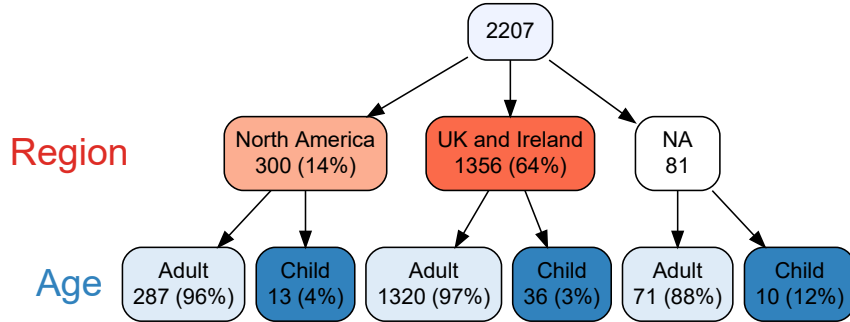 2207
Region
North America
300 (14%)
UK and Ireland
1356 (64%)
NA
81
Age
Adult
287 (96%)
Child
13 (4%)
Adult
1320 (97%)
Child
36 (3%)
Adult
71 (88%)
Child
10 (12%)